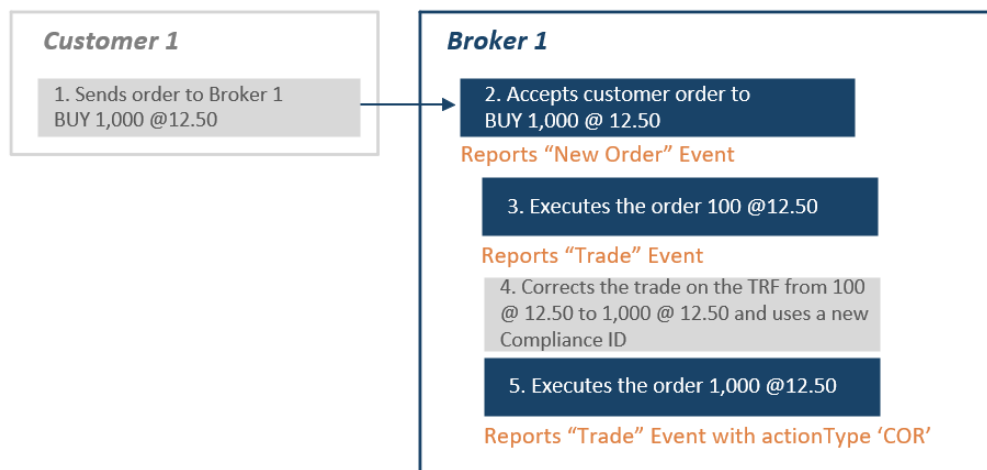 Customer 1
1. Sends order to Broker 1
BUY 1,000 @12.50
Broker 1
2. Accepts customer order to
BUY 1,000 @ 12.50
Reports “New Order” Event
3. Executes the order 100 @12.50
Reports “Trade” Event
4. Corrects the trade on the TRF from 100
@ 12.50 to 1,000 @ 12.50 and uses a new
Compliance ID
5. Executes the order 1,000 @12.50
Reports “Trade” Event with actionType ‘COR’